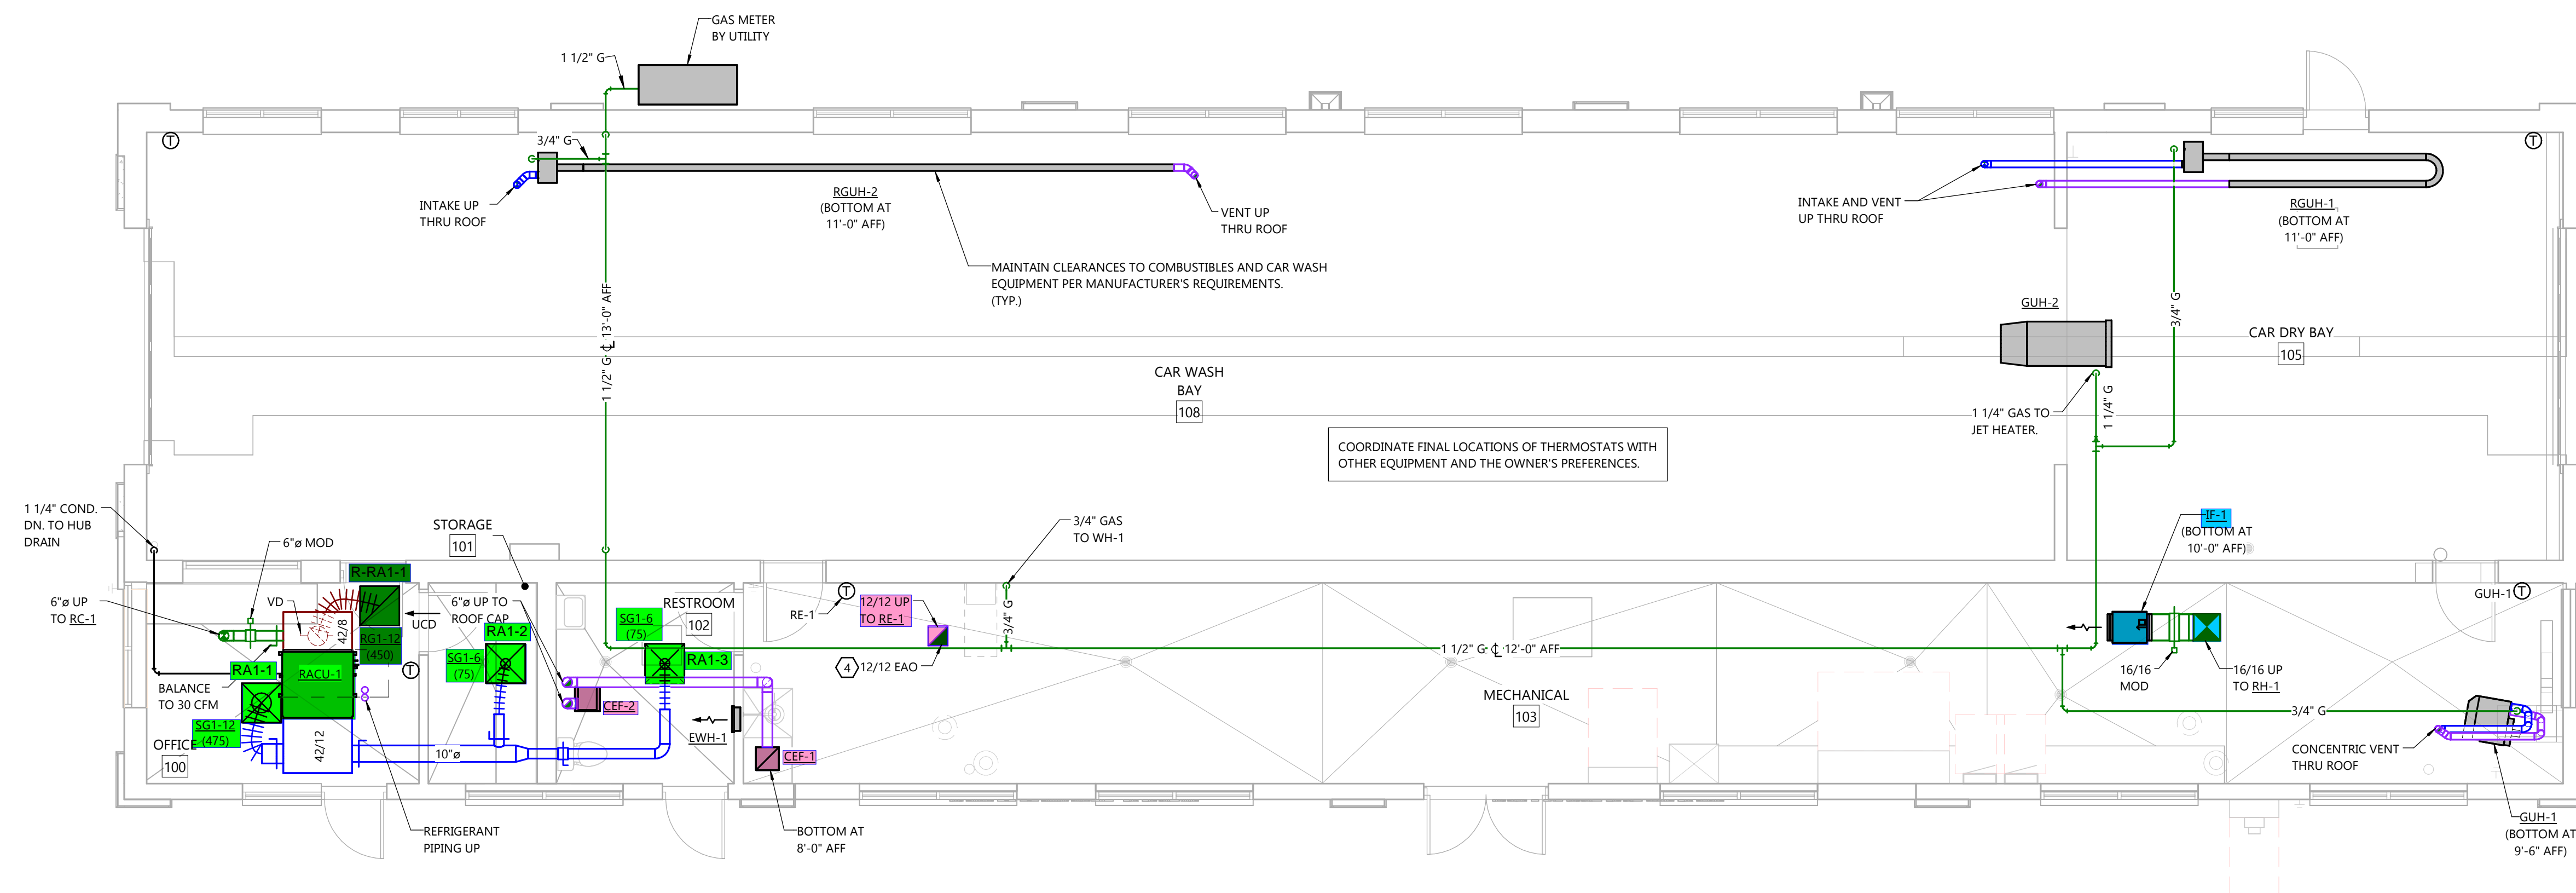 GAS METER
BY UTILITY
1 1/2" G
T
3/4" G
T
INTAKE UP
THRU ROOF
RGUH-2
(BOTTOM AT
11'-0" AFF)
VENT UP
THRU ROOF
INTAKE AND VENT
UP THRU ROOF
RGUH-1
(BOTTOM AT
11'-0" AFF)
MAINTAIN CLEARANCES TO COMBUSTIBLES AND CAR WASH
EQUIPMENT PER MANUFACTURER'S REQUIREMENTS.
(TYP.)
1 1/2" G ℄ 13'-0" AFF
3/4" G
GUH-2
CAR DRY BAY
105
CAR WASH
BAY
108
1 1/4" GAS TO
JET HEATER.
1 1/4" G
COORDINATE FINAL LOCATIONS OF THERMOSTATS WITH
OTHER EQUIPMENT AND THE OWNER'S PREFERENCES.
1 1/4" COND.
DN. TO HUB
DRAIN
6"ø MOD
STORAGE
101
3/4" GAS
TO WH-1
IF-1
(BOTTOM AT
10'-0" AFF)
R-RA1-1
6"ø UP
TO RC-1
VD
42/8
UCD
RG1-12
(450)
6"ø UP TO
ROOF CAP
RA1-2
SG1-6
(75)
SG1-6
(75)
RESTROOM
102
RA1-3
RE-1
T
12/12 UP
TO RE-1
4
12/12 EAO
3/4" G
1 1/2" G ℄ 12'-0" AFF
GUH-1
T
RA1-1
RACU-1
T
BALANCE
TO 30 CFM
SG1-12
(475)
OFFICE
100
42/12
10"ø
CEF-2
EWH-1
CEF-1
MECHANICAL
103
16/16
MOD
16/16 UP
TO RH-1
3/4" G
CONCENTRIC VENT
THRU ROOF
REFRIGERANT
PIPING UP
BOTTOM AT
8'-0" AFF
GUH-1
(BOTTOM AT
9'-6" AFF)